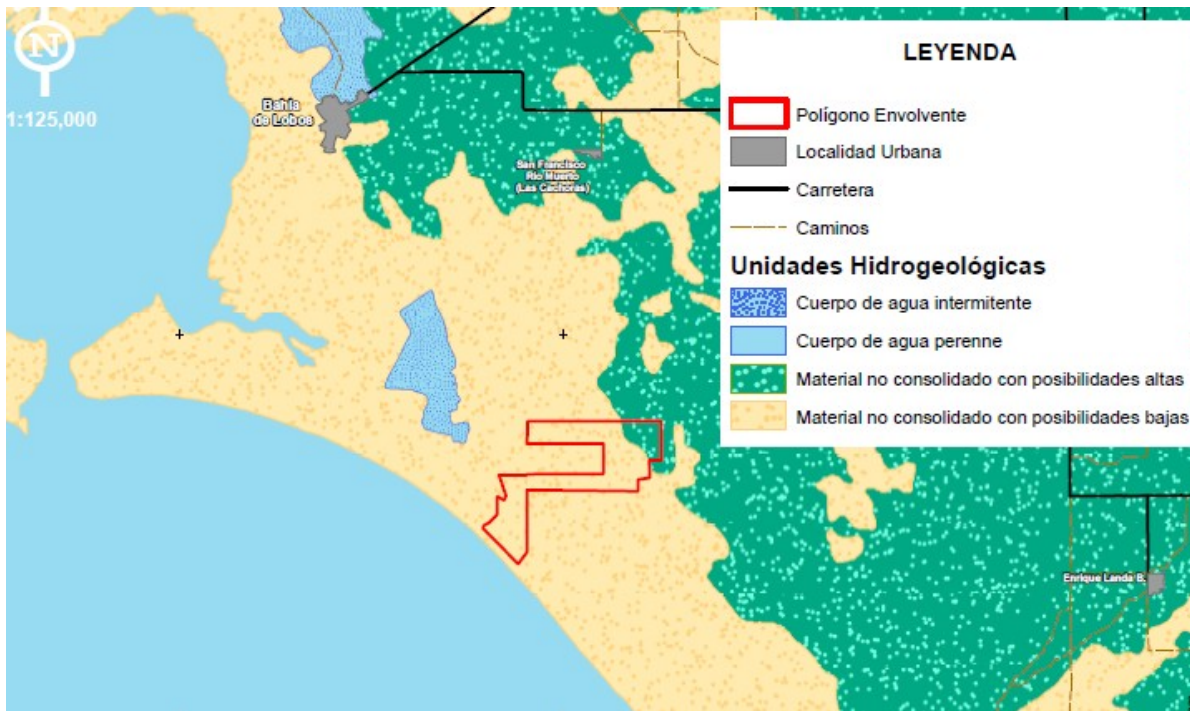 N
1:125,000
Bahía
de Lobos
San Francisco
Río Muerto
(Las Cachoras)
Enrique Landa B.
LEYENDA
Polígono Envolvente
Localidad Urbana
Carretera
Caminos
Unidades Hidrogeológicas
Cuerpo de agua intermitente
Cuerpo de agua perenne
Material no consolidado con posibilidades altas
Material no consolidado con posibilidades bajas